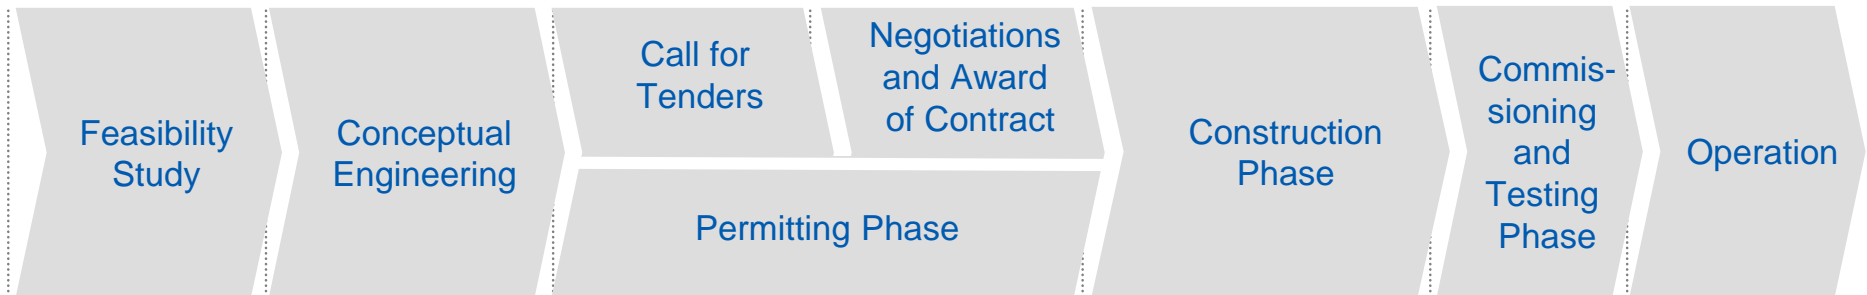 Feasibility
Study
Conceptual
Engineering
Call for
Tenders
Negotiations
and Award
of Contract
Permitting Phase
Construction
Phase
Commis-
sioning
and
Testing
Phase
Operation